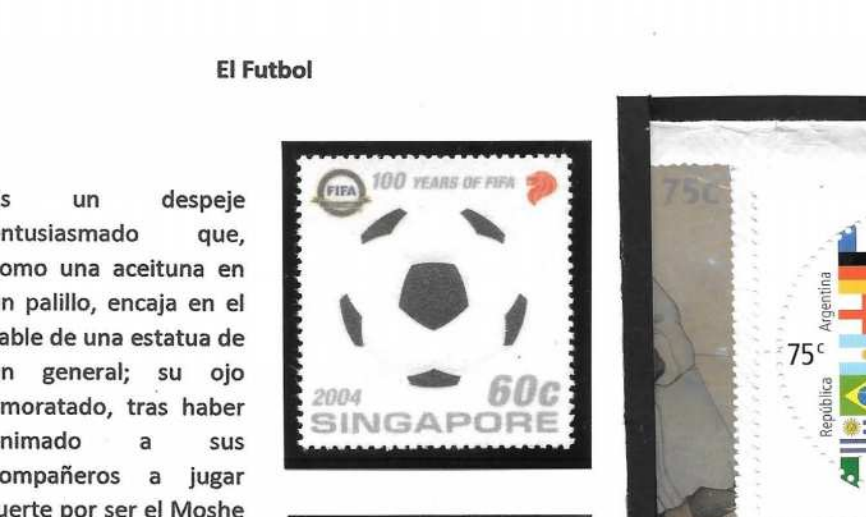 El Futbol
s un despeje
ntusiasmado que,
omo una aceituna en
n palillo, encaja en el
able de una estatua de
n general; su ojo
moratado, tras haber
nimado a sus
ompañeros a jugar
uerte por ser el Moshe
FIFA
100 YEARS OF FIFA
2004
60c
SINGAPORE
75c
75c
República Argentina